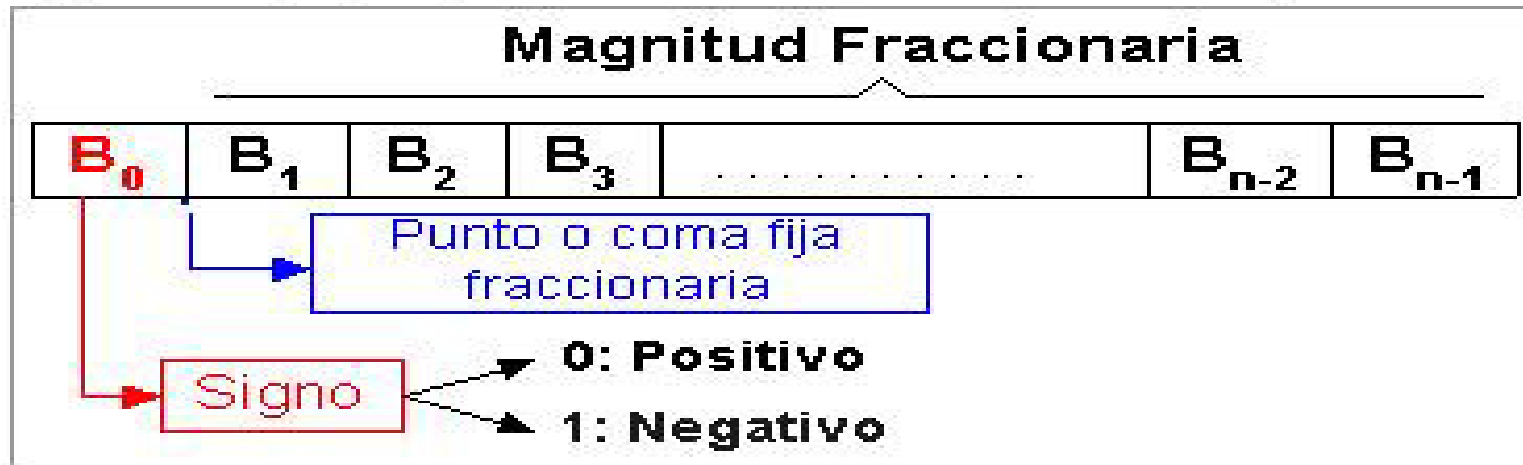 Magnitud Fraccionaria
B0 B1 B2 B3 . . . . . . . . . . . . Bn-2 Bn-1
Punto o coma fija
fraccionaria
0: Positivo
Signo
1: Negativo